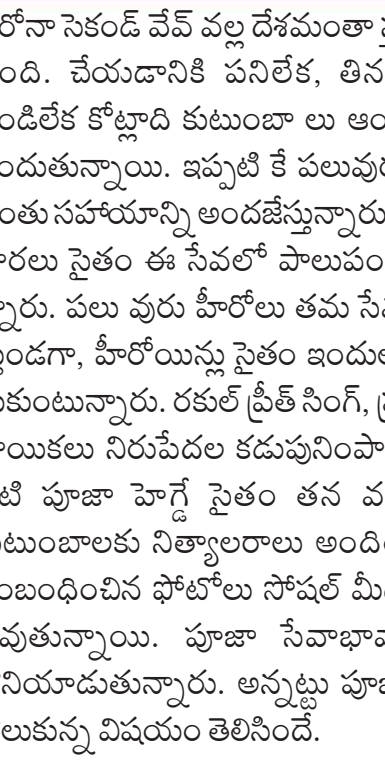 రోనా సెకండ్ వేవ్ వల్ల దేశమంతా
ంది. చేయడానికి పనిలేక, తిన
ండిలేక కోట్లాది కుటుంబా లు ఆం
ందుతున్నాయి. ఇప్పటి కే పలువుర
ంతు సహాయాన్ని అందజేస్తున్నారు
ారలు సైతం ఈ సేవలో పాలుపం
్నారు. పలు వురు హీరోలు తమ సే
్తుండగా, హీరోయిన్లు సైతం ఇందుల
ుకుంటున్నారు. రకుల్ ప్రీత్ సింగ్,
ాయికలు నిరుపేదల కడుపునింపా
టి పూజా హెగ్డే సైతం తన వ
టుంబాలకు నిత్యాలరాలు అంది
ంబంధించిన ఫోటోలు సోషల్ మీ
వుతున్నాయి. పూజా సేవాభావ
నియాడుతున్నారు. అన్నట్టు పూజ
లుకున్న విషయం తెలిసిందే.